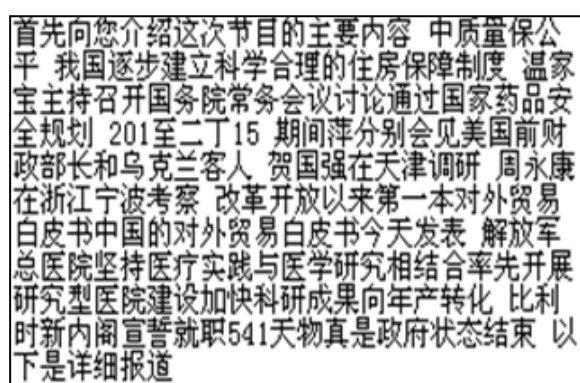 首先向您介绍这次节目的主要内容 中质量保公
平 我国逐步建立科学合理的住房保障制度 温家
宝主持召开国务院常务会议讨论通过国家药品安
全规划 201至二丁15 期间萍分别会见美国前财
政部长和乌克兰客人 贺国强在天津调研 周永康
在浙江宁波考察 改革开放以来第一本对外贸易
白皮书中国的对外贸易白皮书今天发表 解放军
总医院坚持医疗实践与医学研究相结合率先开展
研究型医院建设加快科研成果向年产转化 比利
时新内阁宣誓就职541天物真是政府状态结束 以
下是详细报道